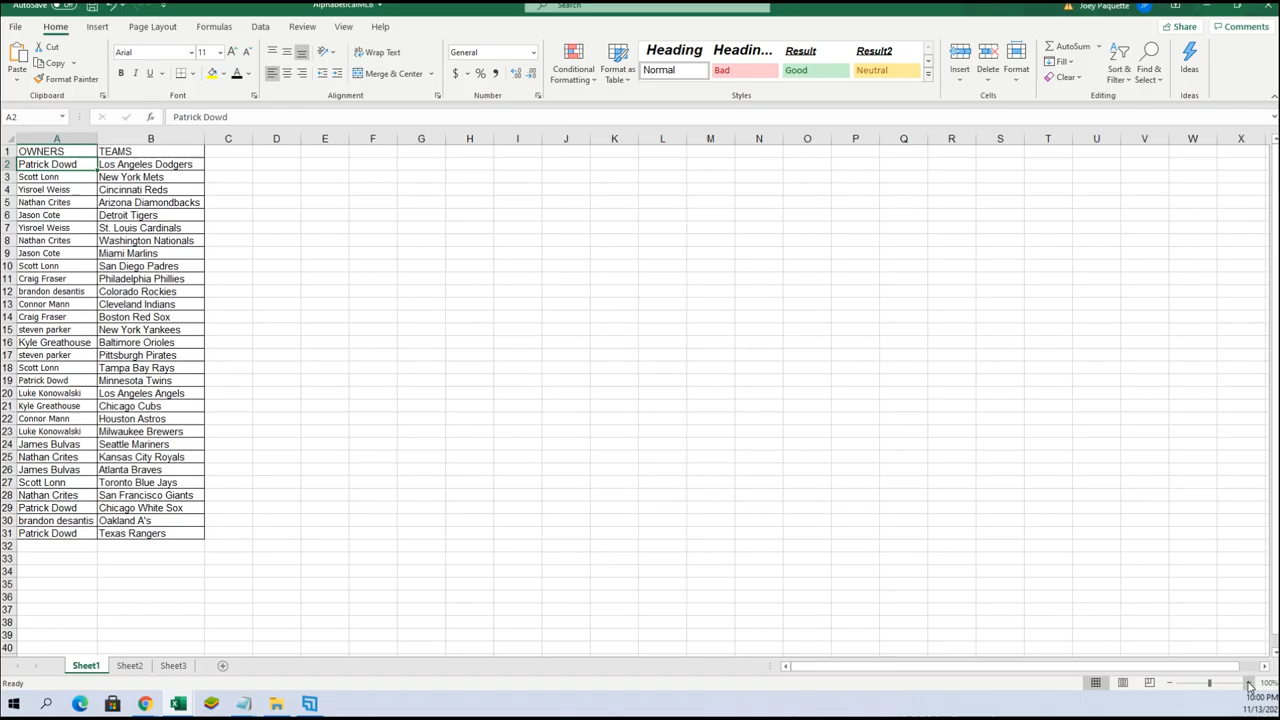 AutoSave Off AlphabeticalMLB Search Joey Paquette JP
File Home Insert Page Layout Formulas Data Review View Help Share Comments
Paste Cut Copy Format Painter Clipboard
Arial 11 A A B I U A Font
Wrap Text Merge & Center Alignment
General $ % , Number
Conditional Formatting Format as Table
Heading Headin... Result Result2
Normal Bad Good Neutral
Styles
Insert Delete Format Cells
AutoSum Fill Clear Sort & Filter Find & Select Editing
Ideas Ideas
A2 fx Patrick Dowd
A B C D E F G H I J K L M N O P Q R S T U V W X
1 OWNERS TEAMS
2 Patrick Dowd Los Angeles Dodgers
3 Scott Lonn New York Mets
4 Yisroel Weiss Cincinnati Reds
5 Nathan Crites Arizona Diamondbacks
6 Jason Cote Detroit Tigers
7 Yisroel Weiss St. Louis Cardinals
8 Nathan Crites Washington Nationals
9 Jason Cote Miami Marlins
10 Scott Lonn San Diego Padres
11 Craig Fraser Philadelphia Phillies
12 brandon desantis Colorado Rockies
13 Connor Mann Cleveland Indians
14 Craig Fraser Boston Red Sox
15 steven parker New York Yankees
16 Kyle Greathouse Baltimore Orioles
17 steven parker Pittsburgh Pirates
18 Scott Lonn Tampa Bay Rays
19 Patrick Dowd Minnesota Twins
20 Luke Konowalski Los Angeles Angels
21 Kyle Greathouse Chicago Cubs
22 Connor Mann Houston Astros
23 Luke Konowalski Milwaukee Brewers
24 James Bulvas Seattle Mariners
25 Nathan Crites Kansas City Royals
26 James Bulvas Atlanta Braves
27 Scott Lonn Toronto Blue Jays
28 Nathan Crites San Francisco Giants
29 Patrick Dowd Chicago White Sox
30 brandon desantis Oakland A's
31 Patrick Dowd Texas Rangers
32
33
34
35
36
37
38
39
40
Sheet1 Sheet2 Sheet3
Ready 100%
10:00 PM
11/13/202